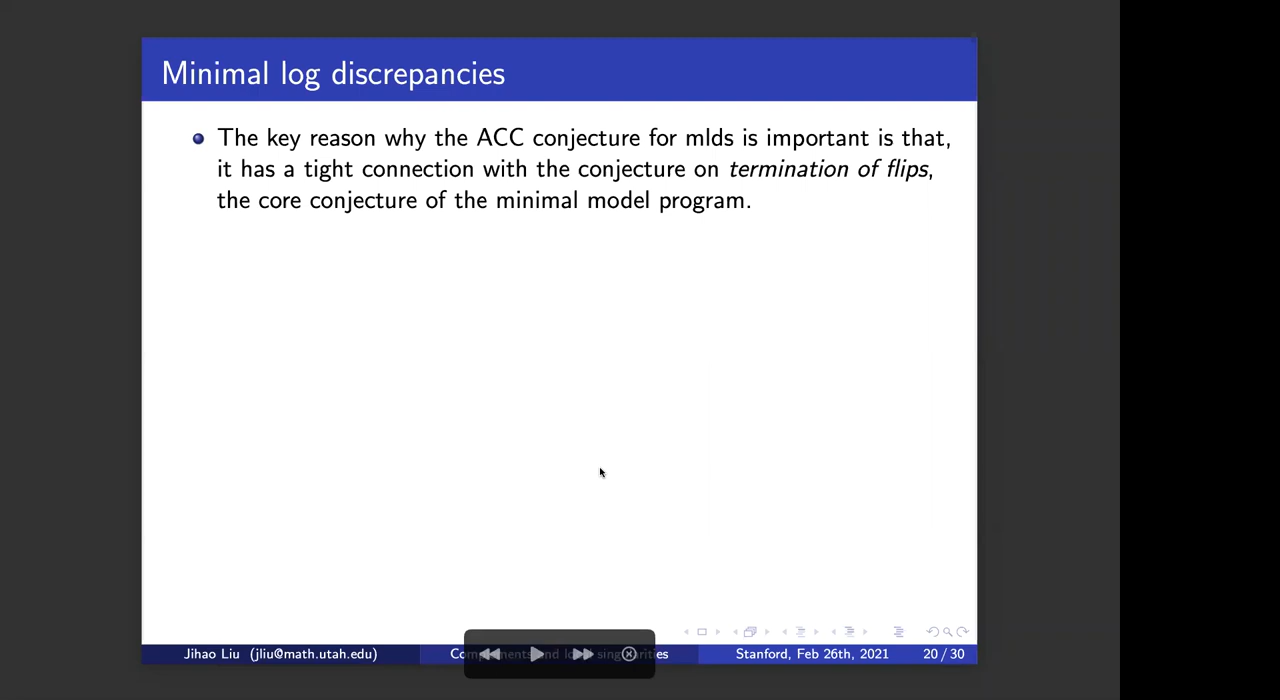 Minimal log discrepancies
The key reason why the ACC conjecture for mlds is important is that,
it has a tight connection with the conjecture on termination of flips,
the core conjecture of the minimal model program.
Jihao Liu (jliu@math.utah.edu)
and singularities
Stanford, Feb 26th, 2021
20 / 30